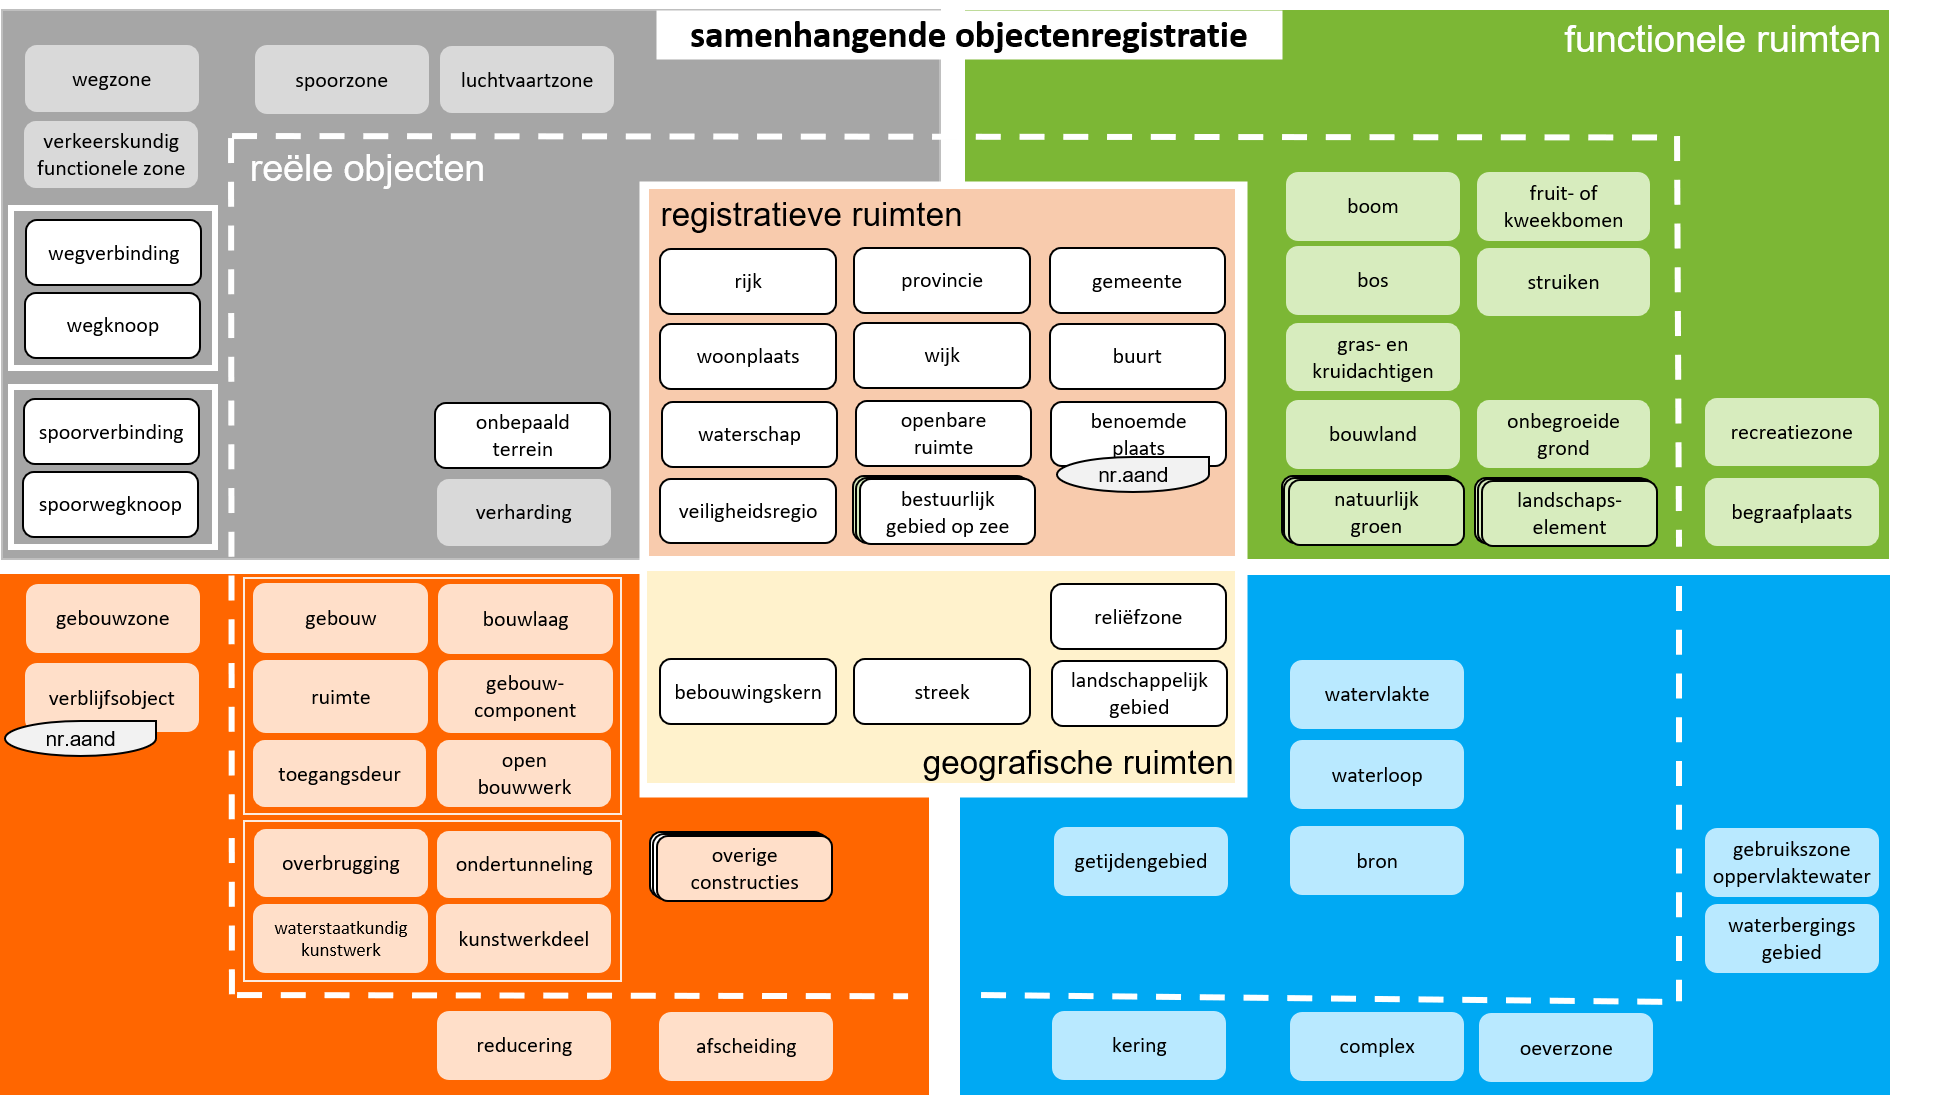 samenhangende objectenregistratie
functionele ruimten
wegzone
spoorzone
luchtvaartzone
verkeerskundig
functionele zone
reële objecten
wegverbinding
wegknoop
spoorverbinding
spoorwegknoop
onbepaald
terrein
verharding
registratieve ruimten
rijk
provincie
gemeente
woonplaats
wijk
buurt
waterschap
openbare
ruimte
benoemde
plaats
nr.aand
veiligheidsregio
bestuurlijk
gebied op zee
boom
fruit- of
kweekbomen
bos
struiken
gras- en
kruidachtigen
bouwland
onbegroeide
grond
natuurlijk
groen
landschaps-
element
recreatiezone
begraafplaats
gebouwzone
verblijfsobject
nr.aand
gebouw
bouwlaag
ruimte
gebouw-
component
toegangsdeur
open
bouwwerk
overbrugging
ondertunneling
waterstaatkundig
kunstwerk
kunstwerkdeel
overige
constructies
reducering
afscheiding
reliëfzone
bebouwingskern
streek
landschappelijk
gebied
geografische ruimten
watervlakte
waterloop
getijdengebied
bron
gebruikszone
oppervlaktewater
waterbergings
gebied
kering
complex
oeverzone